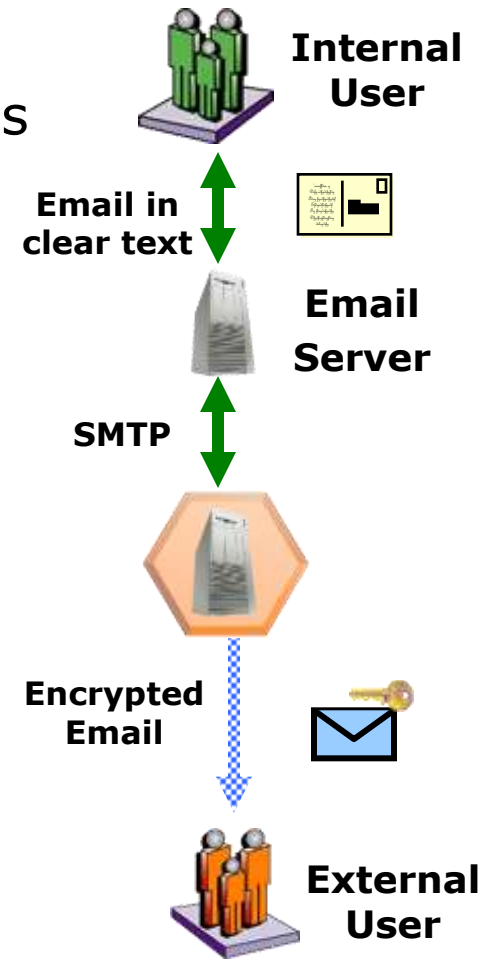 Internal
User
s
Email in
clear text
Email
Server
SMTP
Encrypted
Email
External
User